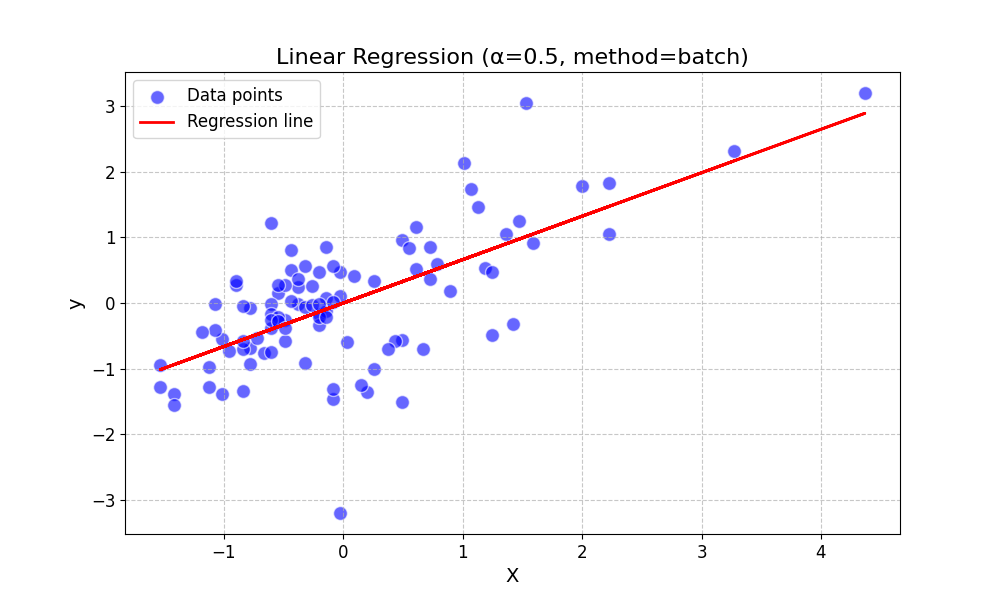 Linear Regression (α=0.5, method=batch)
Data points
Regression line
3
2
1
0
−1
−2
−3
y
−1
0
1
2
3
4
X